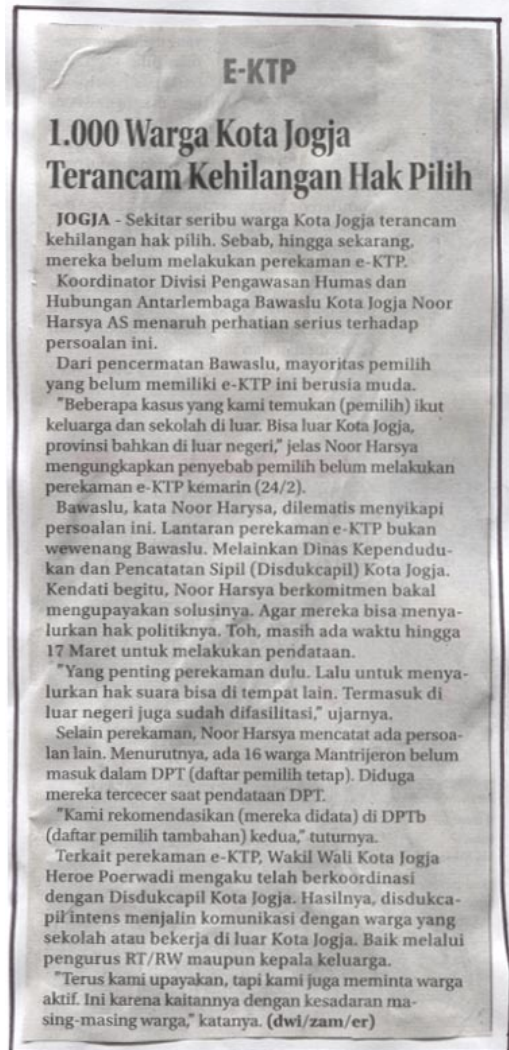 E-KTP
1.000 Warga Kota Jogja
Terancam Kehilangan Hak Pilih
JOGJA - Sekitar seribu warga Kota Jogja terancam
kehilangan hak pilih. Sebab, hingga sekarang,
mereka belum melakukan perekaman e-KTP.
Koordinator Divisi Pengawasan Humas dan
Hubungan Antarlembaga Bawaslu Kota Jogja Noor
Harsya AS menaruh perhatian serius terhadap
persoalan ini.
Dari pencermatan Bawaslu, mayoritas pemilih
yang belum memiliki e-KTP ini berusia muda.
"Beberapa kasus yang kami temukan (pemilih) ikut
keluarga dan sekolah di luar. Bisa luar Kota Jogja,
provinsi bahkan di luar negeri," jelas Noor Harsya
mengungkapkan penyebab pemilih belum melakukan
perekaman e-KTP kemarin (24/2).
Bawaslu, kata Noor Harysa, dilematis menyikapi
persoalan ini. Lantaran perekaman e-KTP bukan
wewenang Bawaslu. Melainkan Dinas Kependudu-
kan dan Pencatatan Sipil (Disdukcapil) Kota Jogja.
Kendati begitu, Noor Harsya berkomitmen bakal
mengupayakan solusinya. Agar mereka bisa menya-
lurkan hak politiknya. Toh, masih ada waktu hingga
17 Maret untuk melakukan pendataan.
"Yang penting perekaman dulu. Lalu untuk menya-
lurkan hak suara bisa di tempat lain. Termasuk di
luar negeri juga sudah difasilitasi," ujarnya.
Selain perekaman, Noor Harsya mencatat ada persoa-
lan lain. Menurutnya, ada 16 warga Mantrijeron belum
masuk dalam DPT (daftar pemilih tetap). Diduga
mereka tercecer saat pendataan DPT.
"Kami rekomendasikan (mereka didata) di DPTb
(daftar pemilih tambahan) kedua," tuturnya.
Terkait perekaman e-KTP, Wakil Wali Kota Jogja
Heroe Poerwadi mengaku telah berkoordinasi
dengan Disdukcapil Kota Jogja. Hasilnya, disdukca-
pil intens menjalin komunikasi dengan warga yang
sekolah atau bekerja di luar Kota Jogja. Baik melalui
pengurus RT/RW maupun kepala keluarga.
"Terus kami upayakan, tapi kami juga meminta warga
aktif. Ini karena kaitannya dengan kesadaran ma-
sing-masing warga," katanya. (dwi/zam/er)